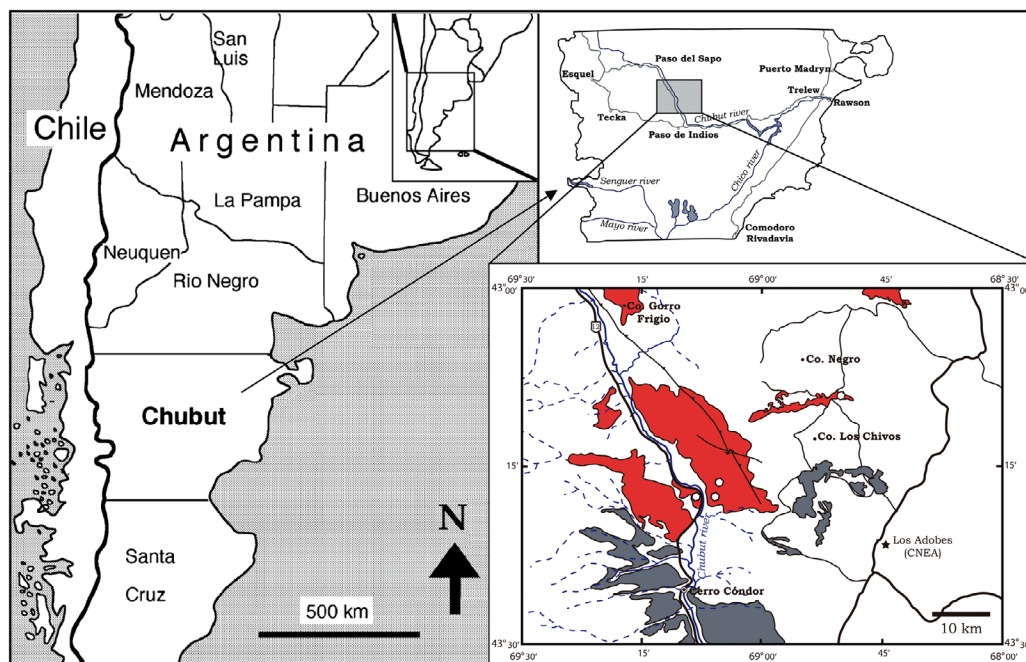 San
Luis
Mendoza
Chile
Argentina
La Pampa
Buenos Aires
Neuquen
Rio Negro
Chubut
Santa
Cruz
N
500 km
Paso del Sapo
Esquel
Puerto Madryn
Trelew
Rawson
Tecka
Chubut river
Paso de Indios
Senguer river
Chico river
Mayo river
Comodoro
Rivadavia
69° 30'
15'
69° 00'
45'
68° 00'
43° 00'
43° 00'
Co. Gorro
Frigio
12
Co. Negro
Co. Los Chivos
15'
15'
Chubut river
Los Adobes
(CNEA)
Cerro Cóndor
10 km
43° 30'
43° 30'
69° 30'
15'
69° 00'
45'
68° 00'